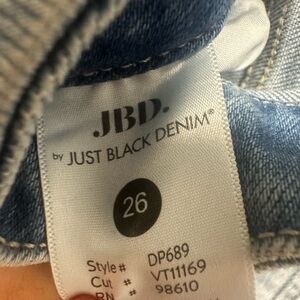 JBD.
by JUST BLACK DENIM®
26
Style# DP689
Cut # VT11169
RN 98610